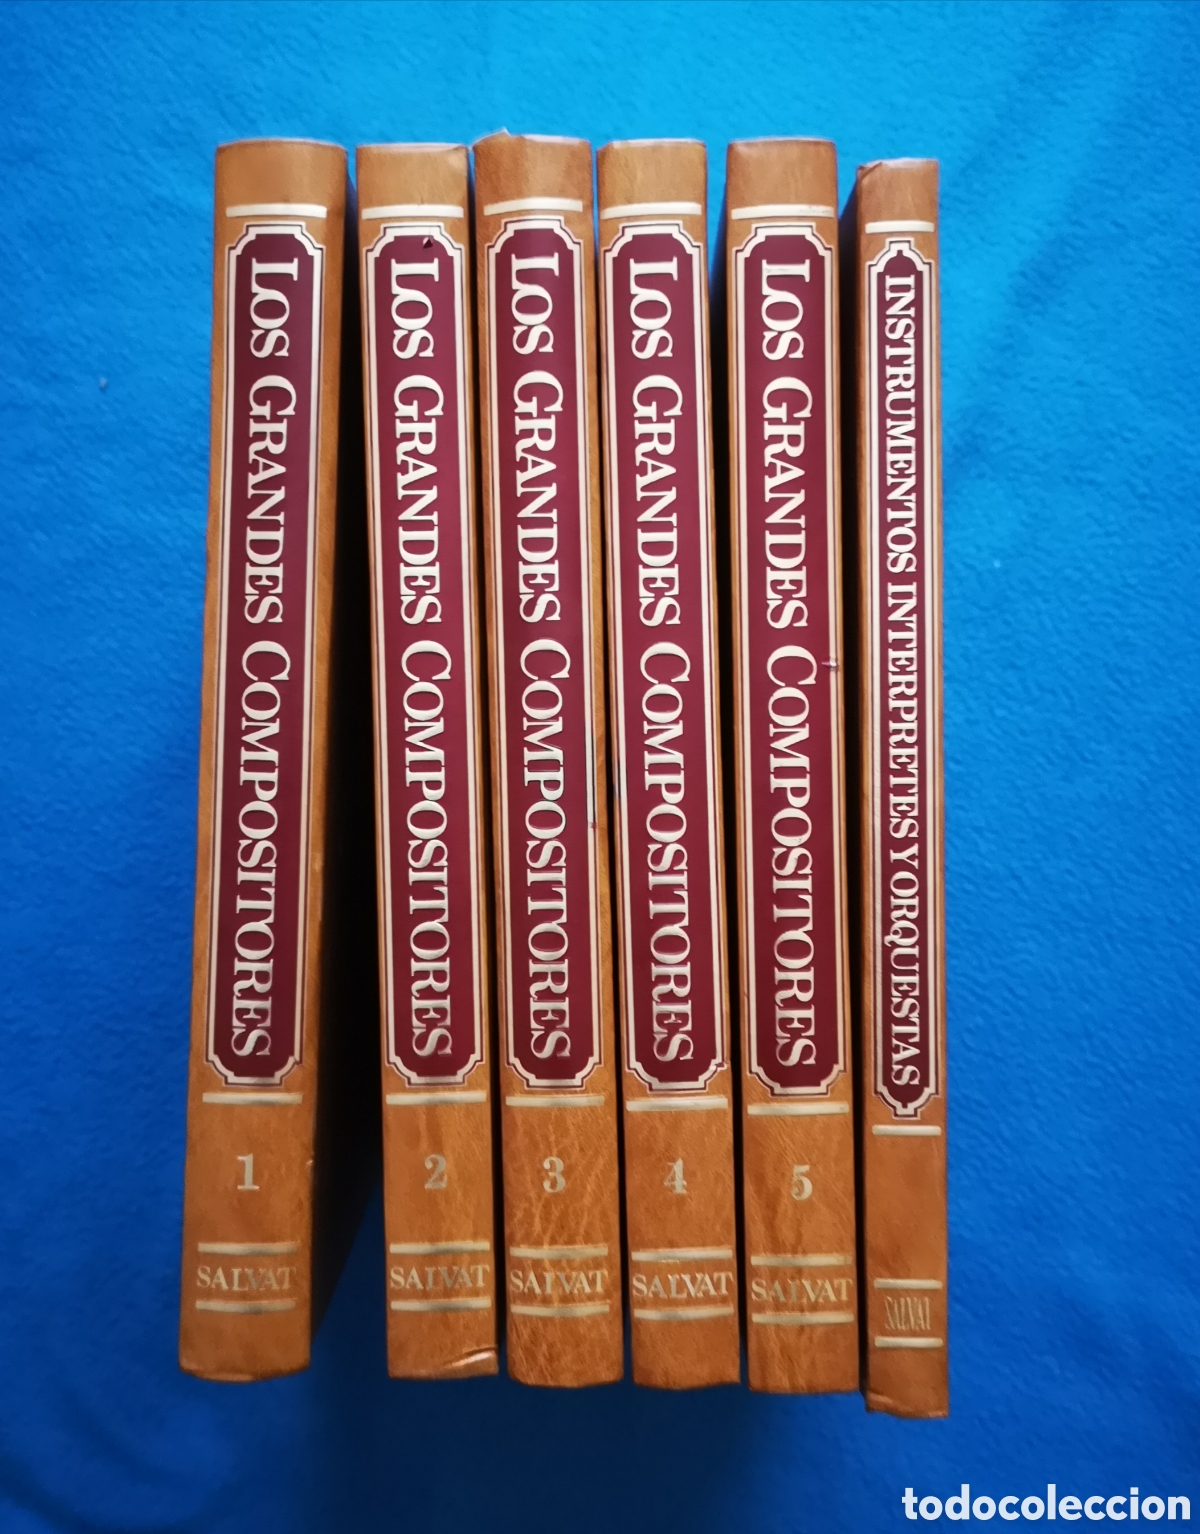 LOS GRANDES COMPOSITORES
1
SALVAT
LOS GRANDES COMPOSITORES
2
SALVAT
LOS GRANDES COMPOSITORES
3
SALVAT
LOS GRANDES COMPOSITORES
4
SALVAT
LOS GRANDES COMPOSITORES
5
SALVAT
INSTRUMENTOS INTERPRETES Y ORQUESTAS
SALVAT
todocoleccion